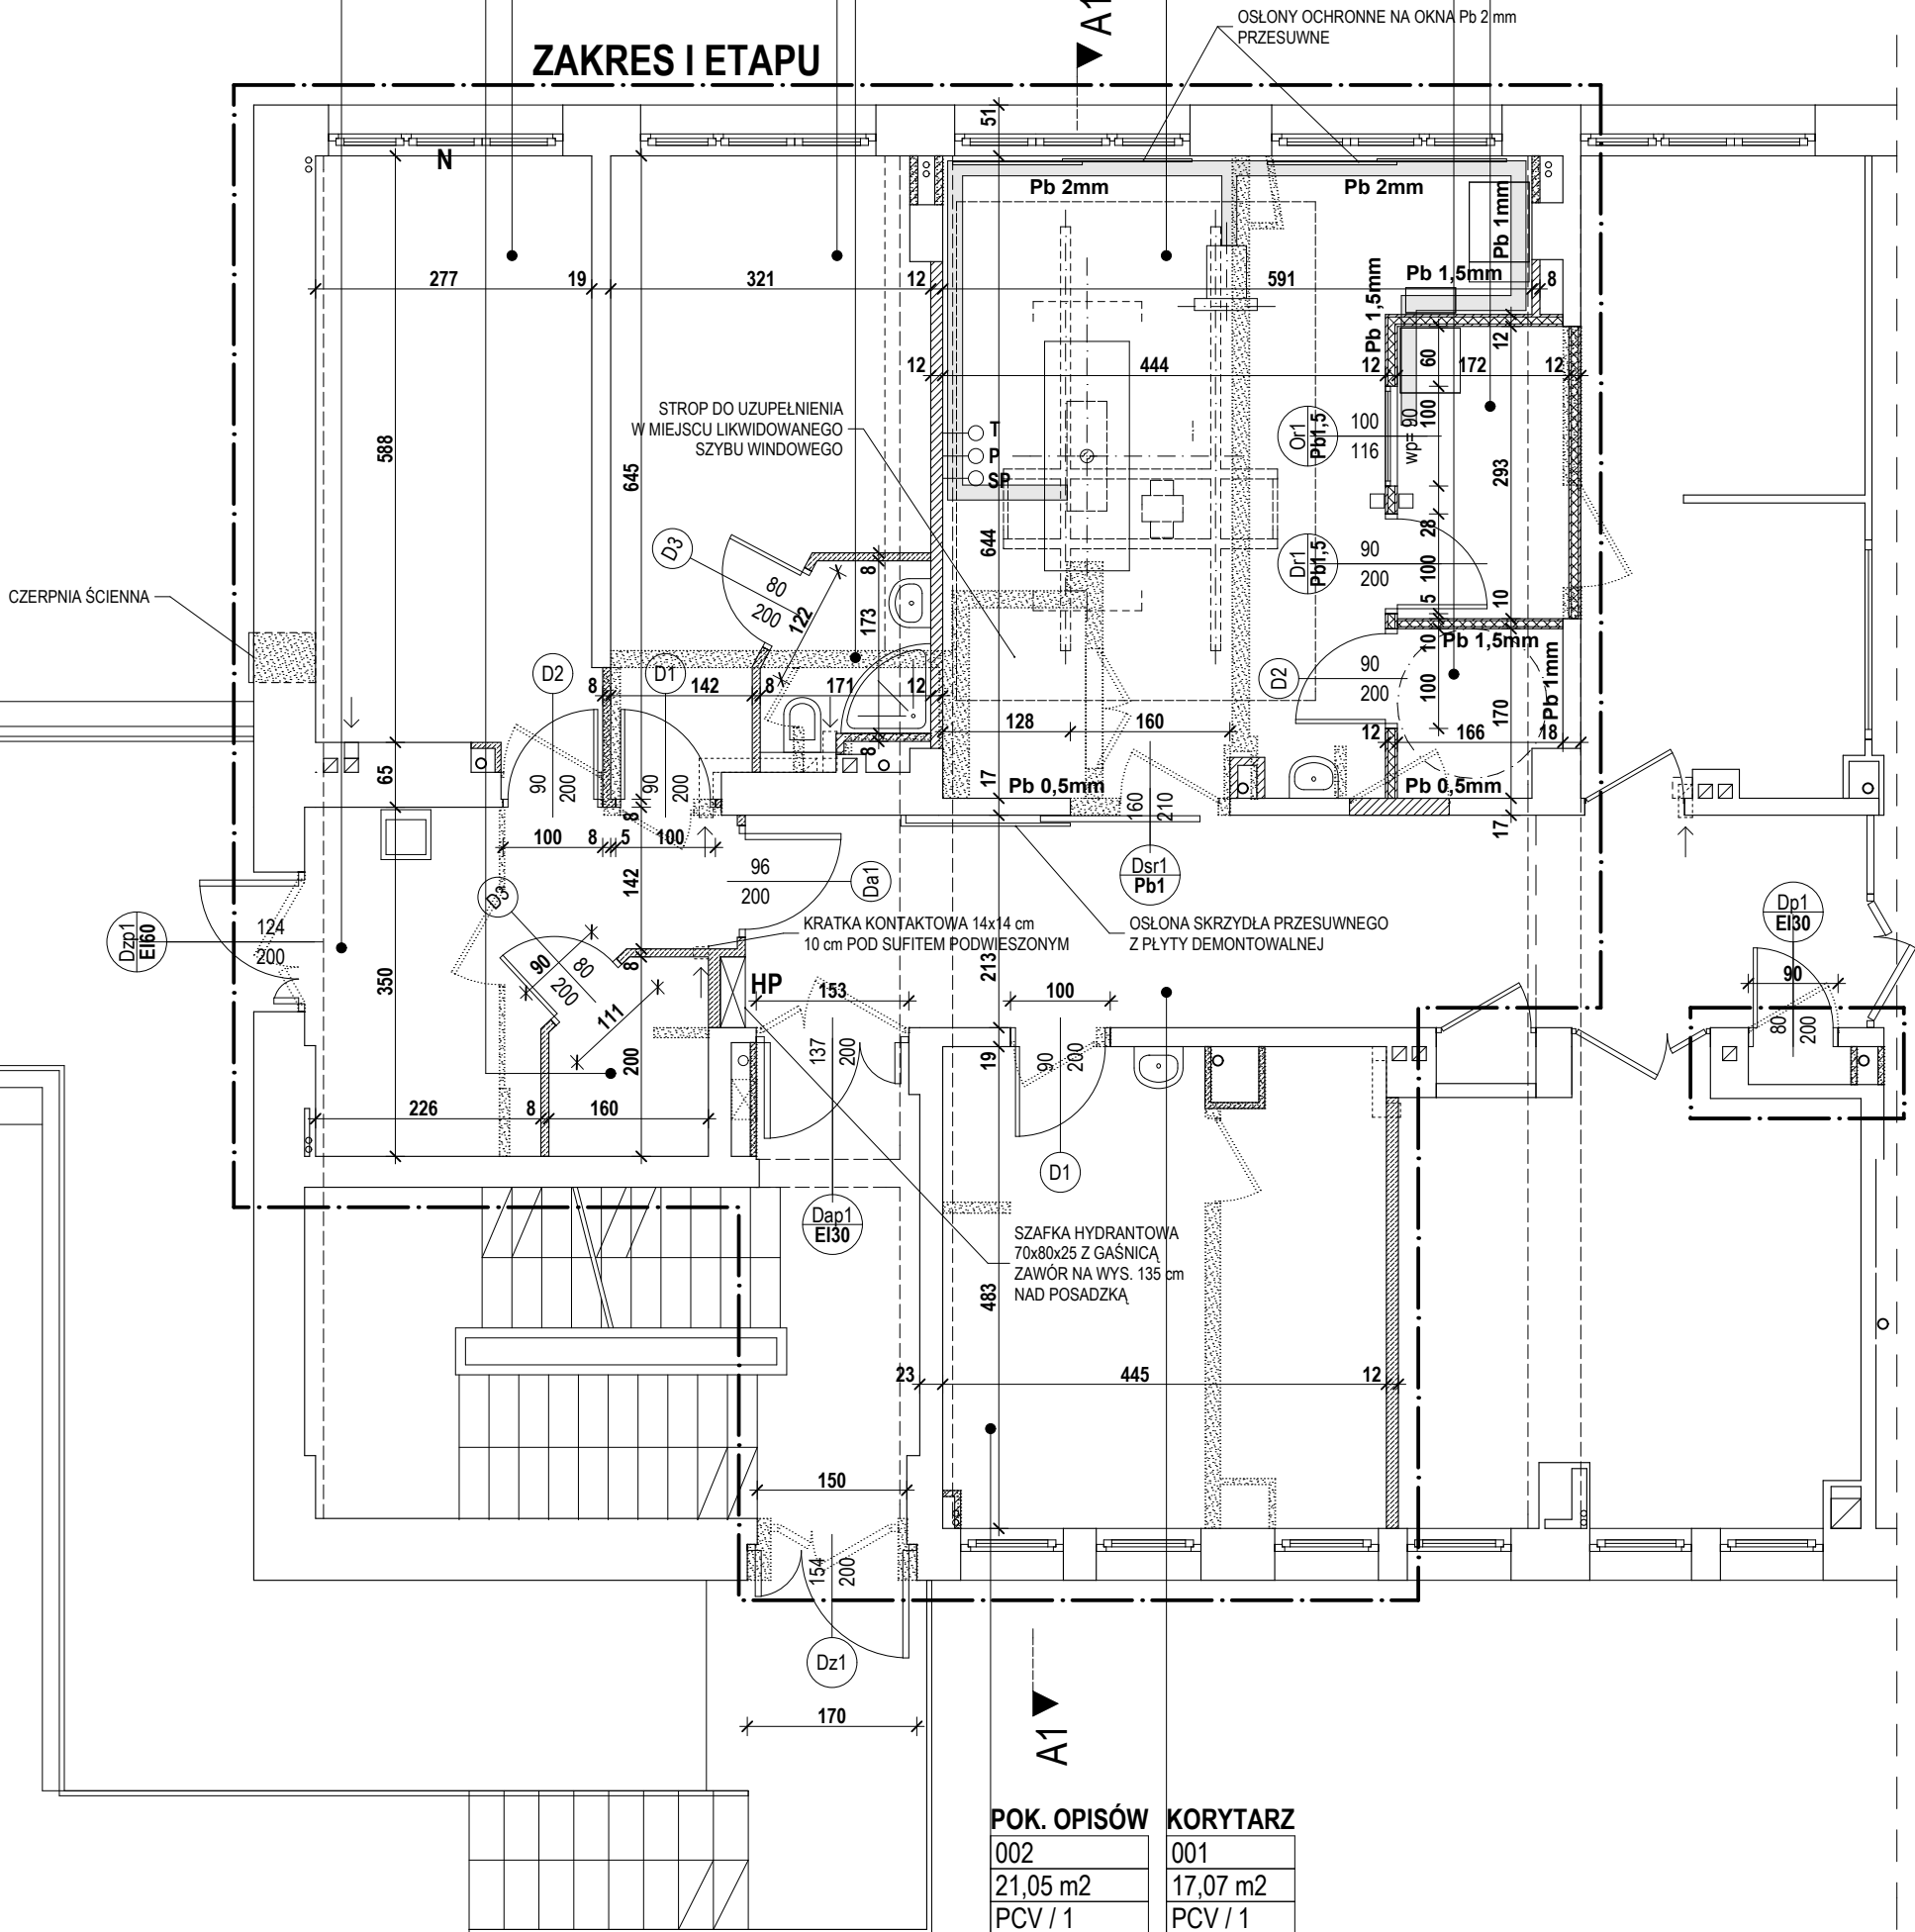 A1
OSŁONY OCHRONNE NA OKNA Pb 2 mm
PRZESUWNE
ZAKRES I ETAPU
51
N
Pb 2mm
Pb 2mm
Pb 1mm
277
19
321
12
591
Pb 1,5mm
8
Pb 1,5mm
12
444
12
60
172
12
12
STROP DO UZUPEŁNIENIA
W MIEJSCU LIKWIDOWANEGO
SZYBU WINDOWEGO
T
P
SP
Or1
Pb1,5
100
116
wp= 90
100
588
645
293
644
28
D3
80
200
122
8
173
Dr1
Pb1,5
90
200
100
5
10
CZERPNIA ŚCIENNA
10
Pb 1,5mm
D2
D1
8
142
8
171
12
D2
90
200
100
170
Pb 1mm
128
160
12
166
18
8
65
90
200
90
200
17
Pb 0,5mm
160
210
Pb 0,5mm
17
8
100
8
5
100
142
96
200
Da1
Dsr1
Pb1
D3
KRATKA KONTAKTOWA 14x14 cm
10 cm POD SUFITEM PODWIESZONYM
OSŁONA SKRZYDŁA PRZESUWNEGO
Z PŁYTY DEMONTOWALNEJ
Dp1
EI30
Dzp1
EI60
124
200
90
80
200
8
213
350
HP
153
100
90
111
137
200
19
90
200
80
200
200
226
8
160
D1
Dap1
EI30
SZAFKA HYDRANTOWA
70x80x25 Z GAŚNICĄ
ZAWÓR NA WYS. 135 cm
NAD POSADZKĄ
483
23
445
12
150
154
200
Dz1
170
A1
POK. OPISÓW
KORYTARZ
002
001
21,05 m2
17,07 m2
PCV / 1
PCV / 1